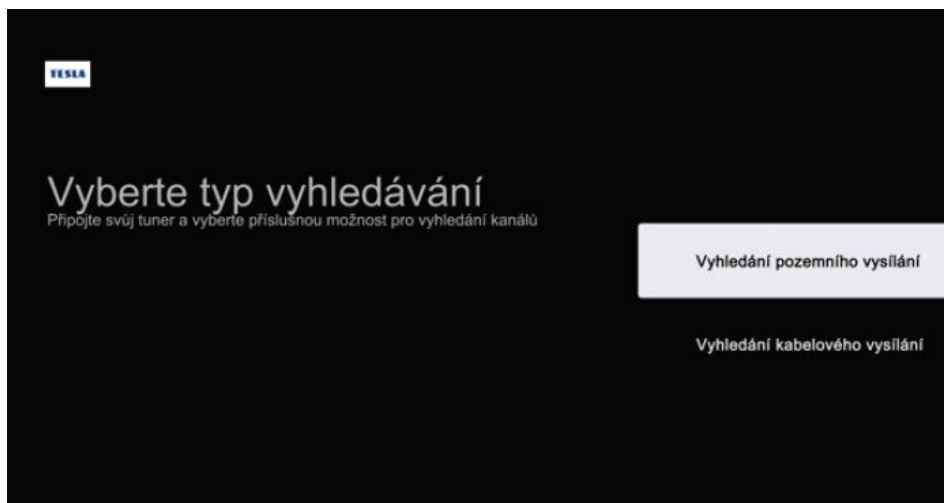 TESLA
Vyberte typ vyhledávání
Připojte svůj tuner a vyberte příslušnou možnost pro vyhledání kanálů
Vyhledání pozemního vysílání
Vyhledání kabelového vysílání